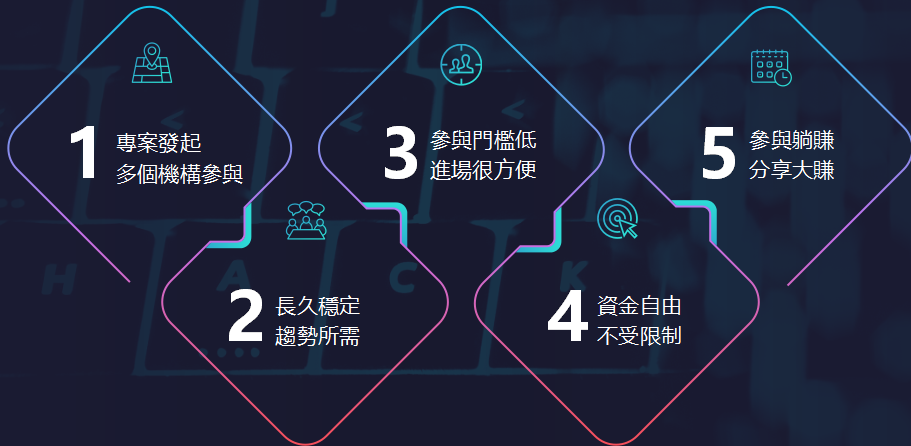 1
專案發起
多個機構參與
2
長久穩定
趨勢所需
3
參與門檻低
進場很方便
4
資金自由
不受限制
5
參與躺賺
分享大賺
H
A
C
K